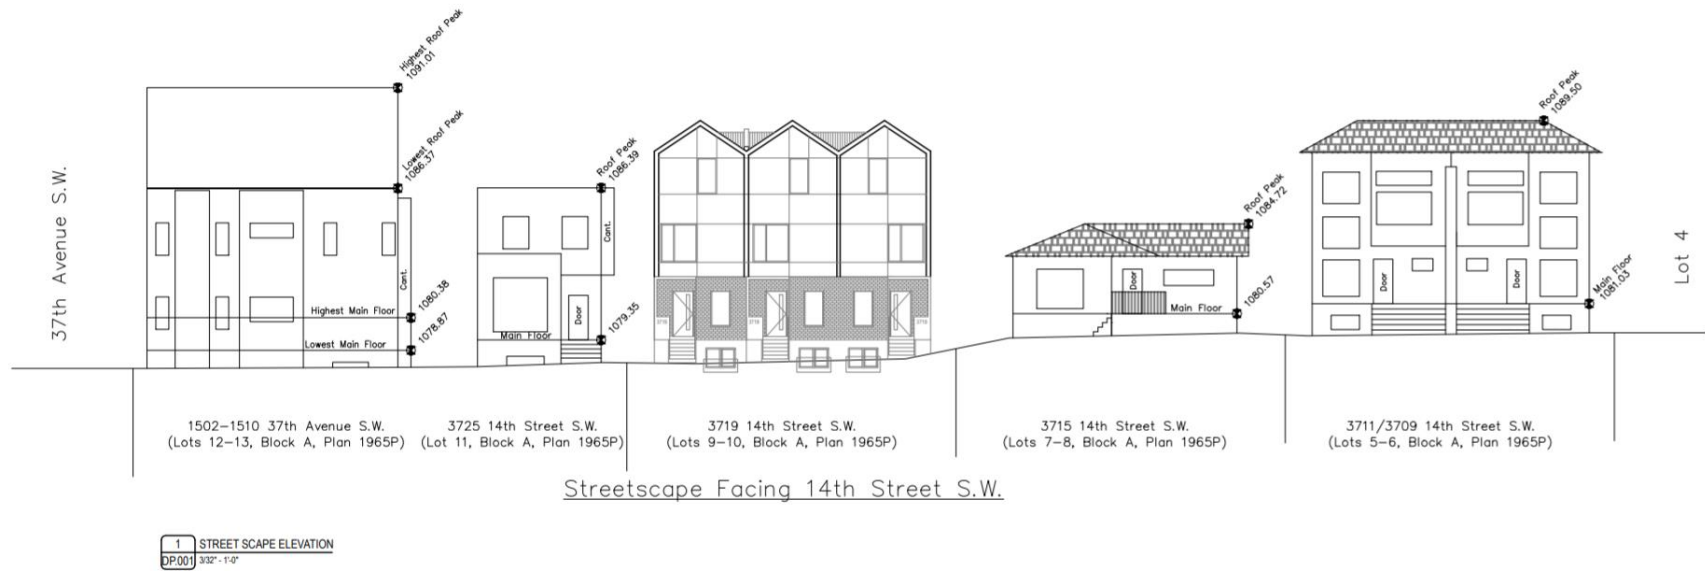 37th Avenue S.W.
Highest Roof Peak
1091.01
Lowest Roof Peak
1086.37
Cant.
Highest Main Floor
1080.38
Lowest Main Floor
1078.87
Roof Peak
1086.39
Cant.
Door
Main Floor
1079.35
Roof Peak
1084.72
Door
Main Floor
1080.57
Roof Peak
1089.50
Door
Door
Main Floor
1081.03
Lot 4
1502-1510 37th Avenue S.W.
(Lots 12-13, Block A, Plan 1965P)
3725 14th Street S.W.
(Lot 11, Block A, Plan 1965P)
3719 14th Street S.W.
(Lots 9-10, Block A, Plan 1965P)
3715 14th Street S.W.
(Lots 7-8, Block A, Plan 1965P)
3711/3709 14th Street S.W.
(Lots 5-6, Block A, Plan 1965P)
Streetscape Facing 14th Street S.W.
1 STREET SCAPE ELEVATION
DP.001 3/32" - 1'-0"